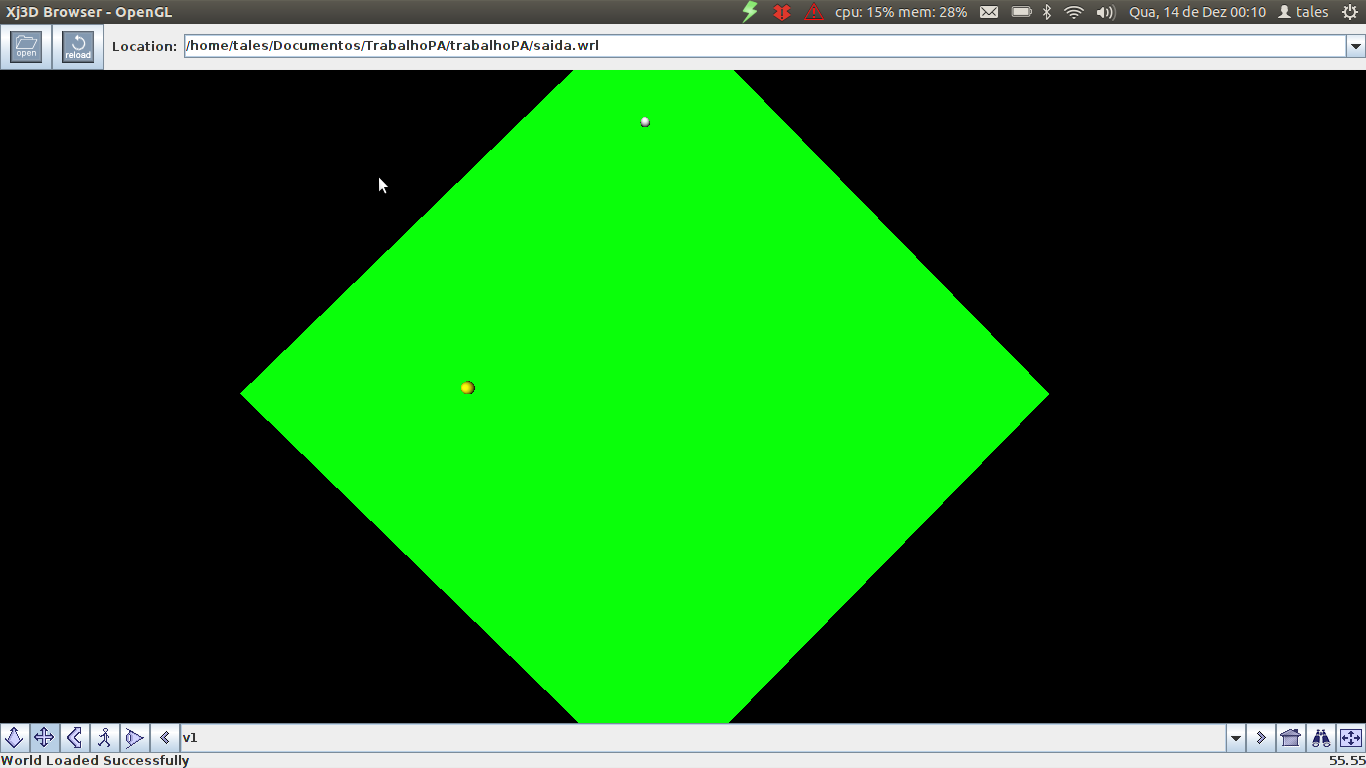 Xj3D Browser - OpenGL
cpu: 15% mem: 28%
Qua, 14 de Dez 00:10
tales
open
reload
Location:
/home/tales/Documentos/TrabalhoPA/trabalhoPA/saida.wrl
v1
World Loaded Successfully
55.55